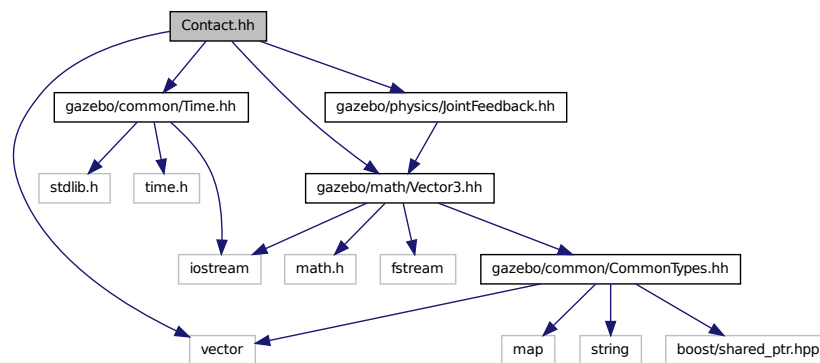 Contact.hh
gazebo/common/Time.hh
gazebo/physics/JointFeedback.hh
stdlib.h
time.h
gazebo/math/Vector3.hh
iostream
math.h
fstream
gazebo/common/CommonTypes.hh
vector
map
string
boost/shared_ptr.hpp